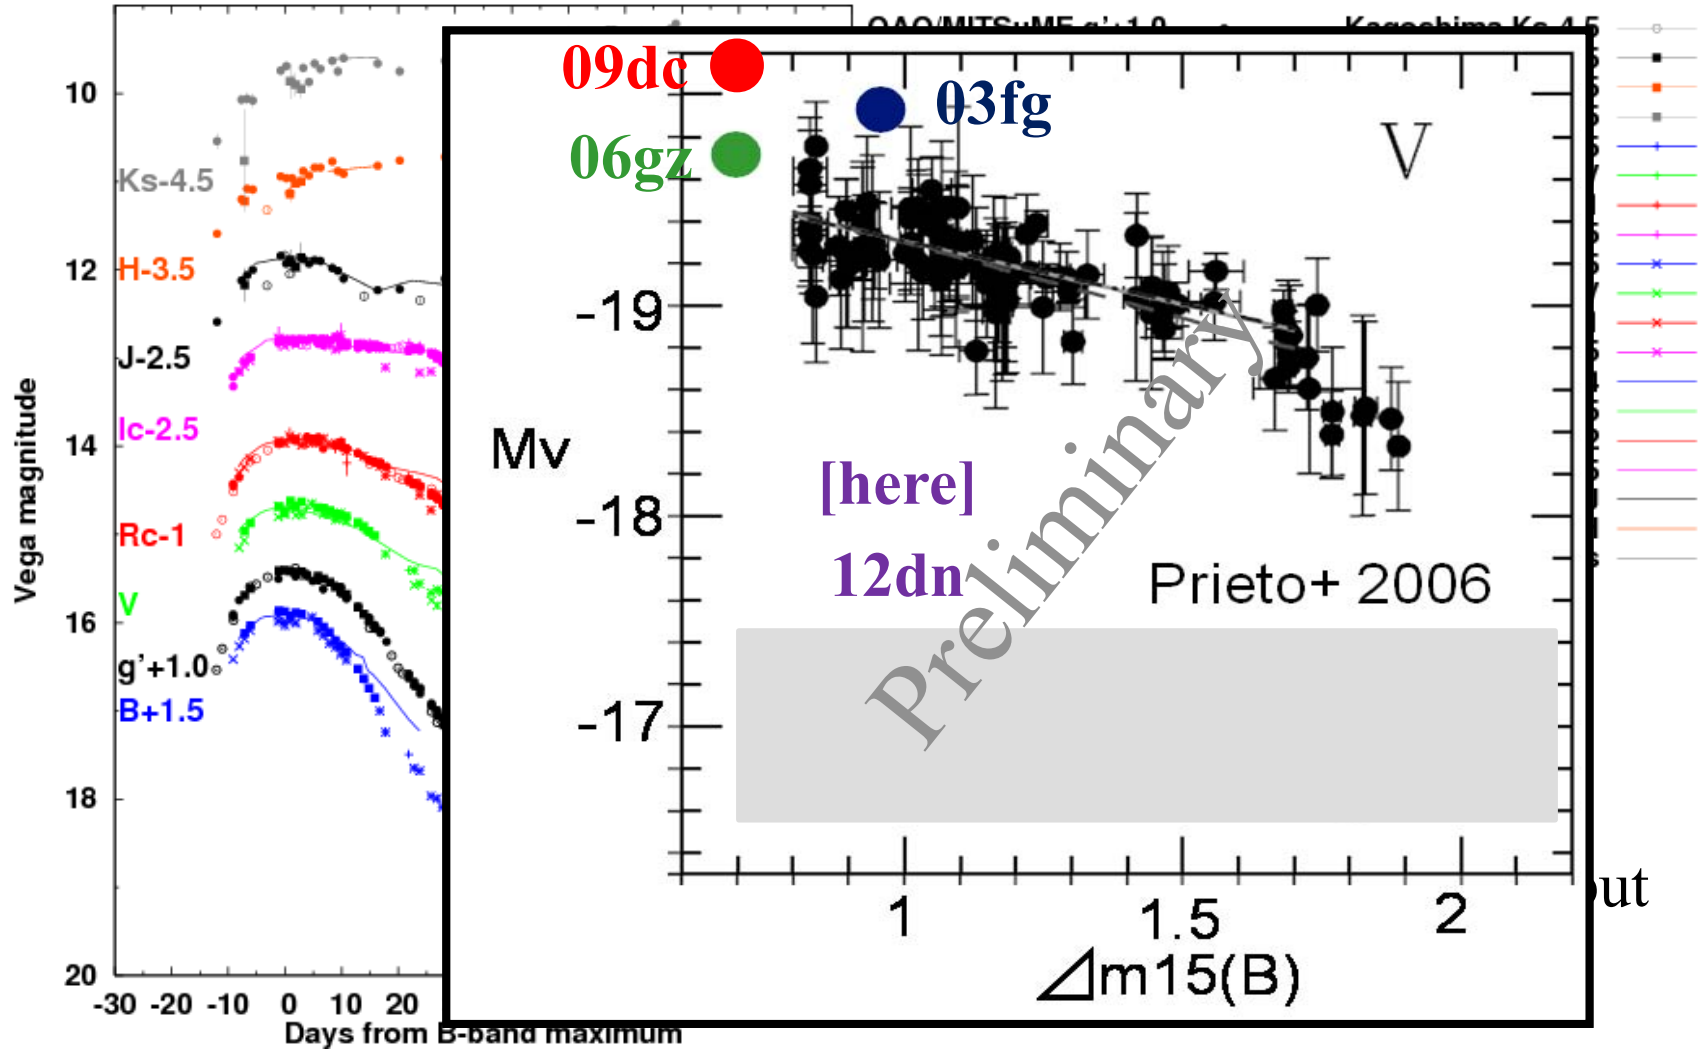 OAO/MITSuME g'+1.0
Kagoshima Ks-4.5
09dc
03fg
06gz
V
10
12
14
16
18
20
Vega magnitude
Ks-4.5
H-3.5
J-2.5
Ic-2.5
Rc-1
V
g'+1.0
B+1.5
-30 -20 -10 0 10 20
Days from B-band maximum
-19
-18
-17
Mv
[here]
12dn
Preliminary
Prieto+ 2006
1 1.5 2
⊿m15(B)
out